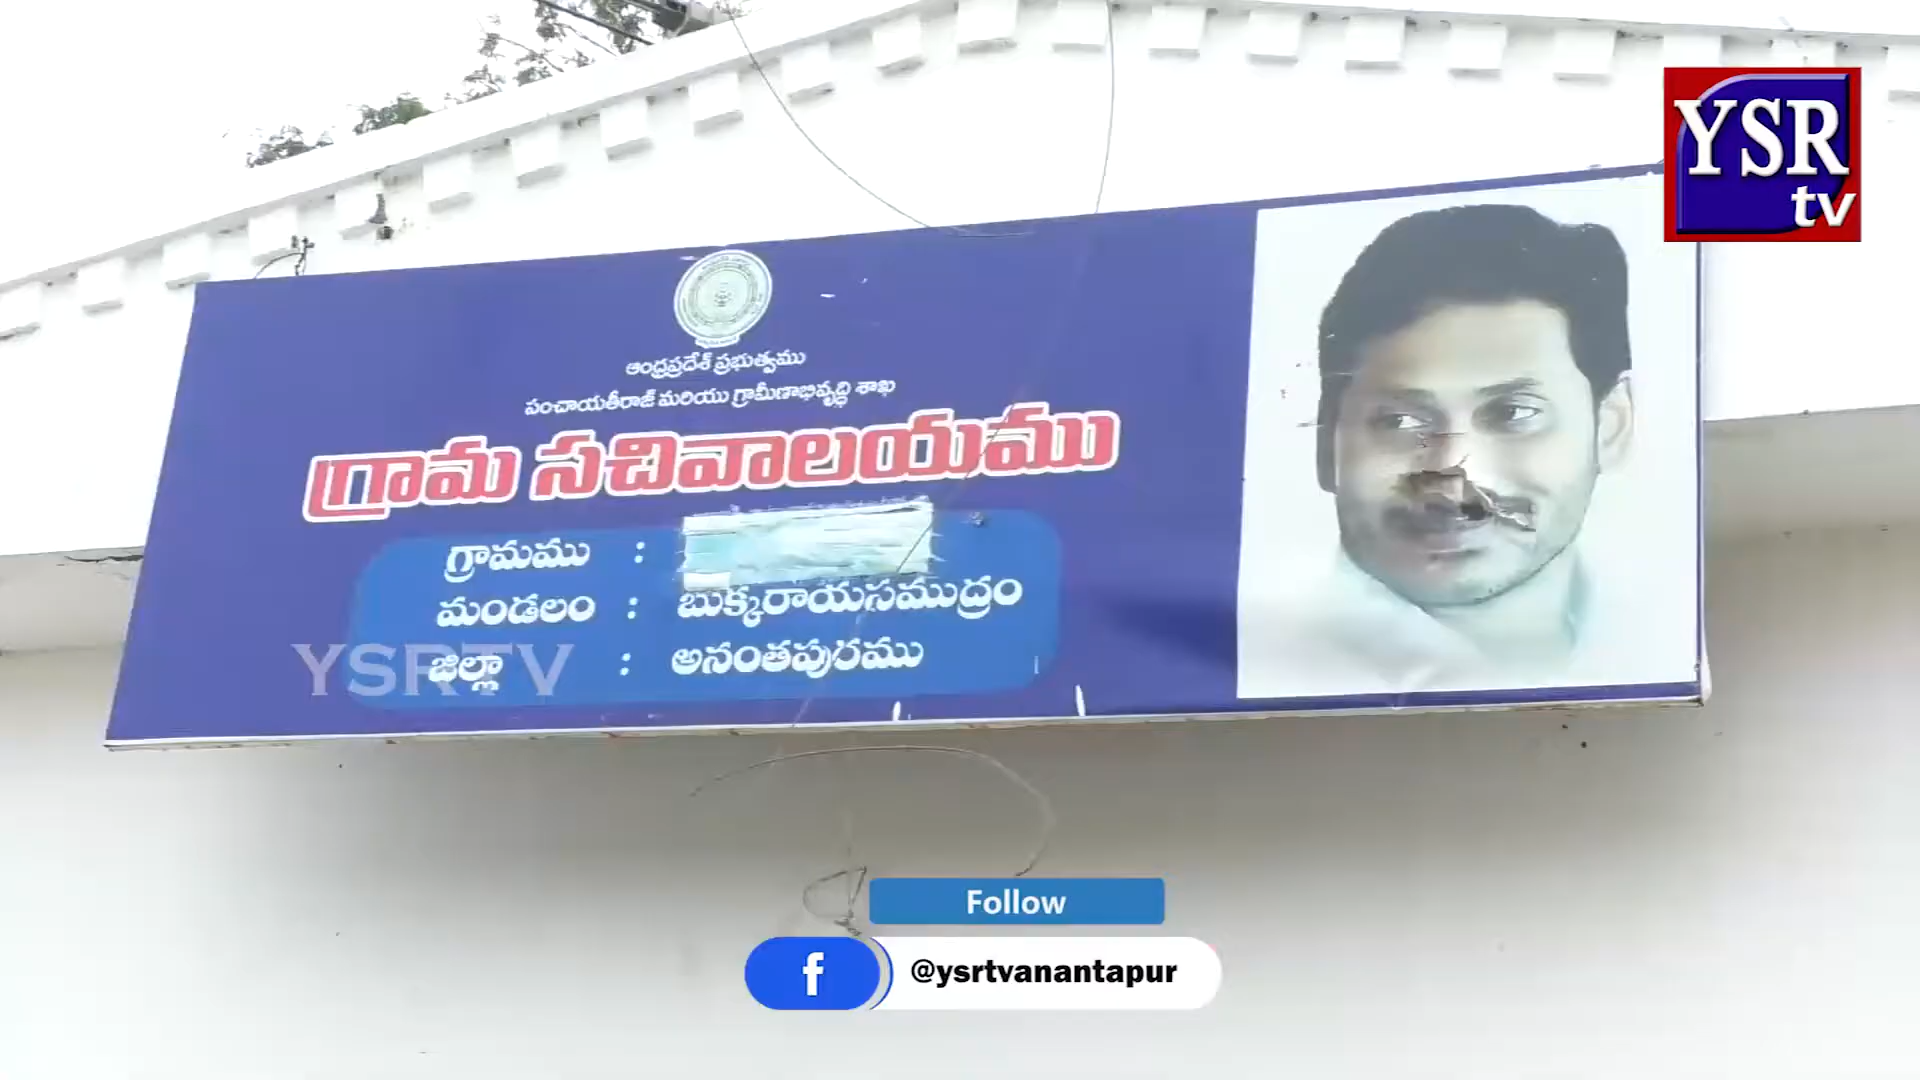 YSR
tv
ఆంధ్రప్రదేశ్ ప్రభుత్వము
పంచాయతీరాజ్ మరియు గ్రామీణాభివృద్ధి శాఖ
గ్రామ సచివాలయము
గ్రామము :
మండలం : బుక్కరాయసముద్రం
జిల్లా : అనంతపురము
YSRTV
Follow
f @ysrtvanantapur